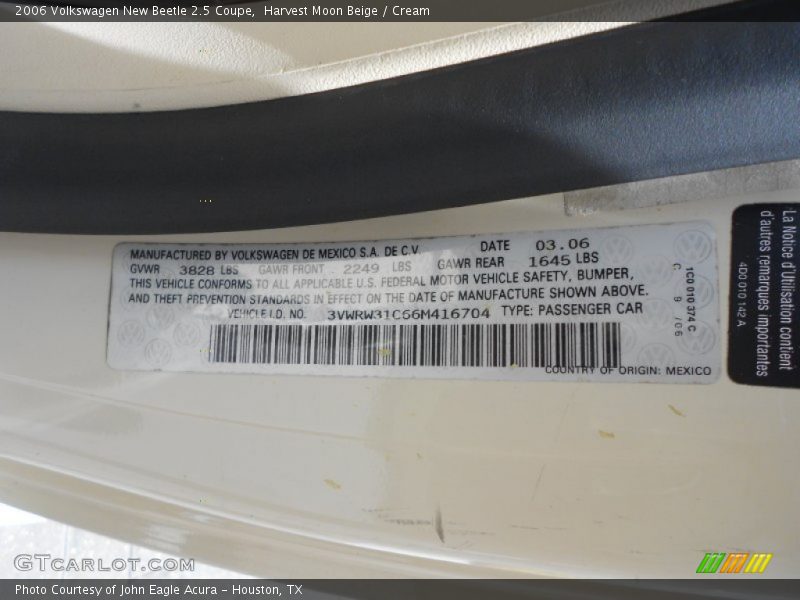 2006 Volkswagen New Beetle 2.5 Coupe,  Harvest Moon Beige / Cream
MANUFACTURED BY VOLKSWAGEN DE MEXICO S.A. DE C.V. DATE 03.06
GVWR 3828 LBS GAWR FRONT 2249 LBS GAWR REAR 1645 LBS
THIS VEHICLE CONFORMS TO ALL APPLICABLE U.S. FEDERAL MOTOR VEHICLE SAFETY, BUMPER,
AND THEFT PREVENTION STANDARDS IN EFFECT ON THE DATE OF MANUFACTURE SHOWN ABOVE.
VEHICLE I.D. NO. 3VWRW31C66M416704 TYPE: PASSENGER CAR
COUNTRY OF ORIGIN: MEXICO
1C0 010 374 C
C 9 /06
La Notice d'Utilisation contient
d'autres remarques importantes
4D0 010 142 A
GTCARLOT.COM
Photo Courtesy of John Eagle Acura - Houston, TX